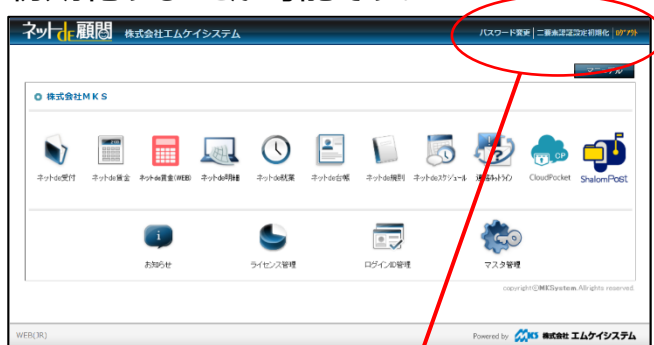 ネットde顧問 株式会社エムケイシステム
パスワード変更 | 二要素認証設定初期化 | ログアウト
マニュアル
株式会社MKS
ネットde受付 ネットde賃金 ネットde賃金(WEB) ネットde明細 ネットde就業 ネットde台帳 ネットde規則 ネットdeスケジュール CloudPocket ShalomPost
お知らせ ライセンス管理 ログインID管理 マスタ管理
copyright©MKSystem,Allrights reserved.
WEB(JR) Powered by MKS 株式会社 エムケイシステム